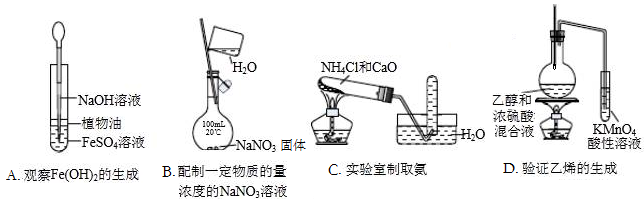 NaOH溶液
植物油
FeSO4溶液
A. 观察Fe(OH)2的生成
H2O
100mL
20℃
NaNO3 固体
B. 配制一定物质的量
浓度的NaNO3溶液
NH4Cl和CaO
H2O
C. 实验室制取氨
乙醇和
浓硫酸
混合液
KMnO4
酸性溶液
D. 验证乙烯的生成